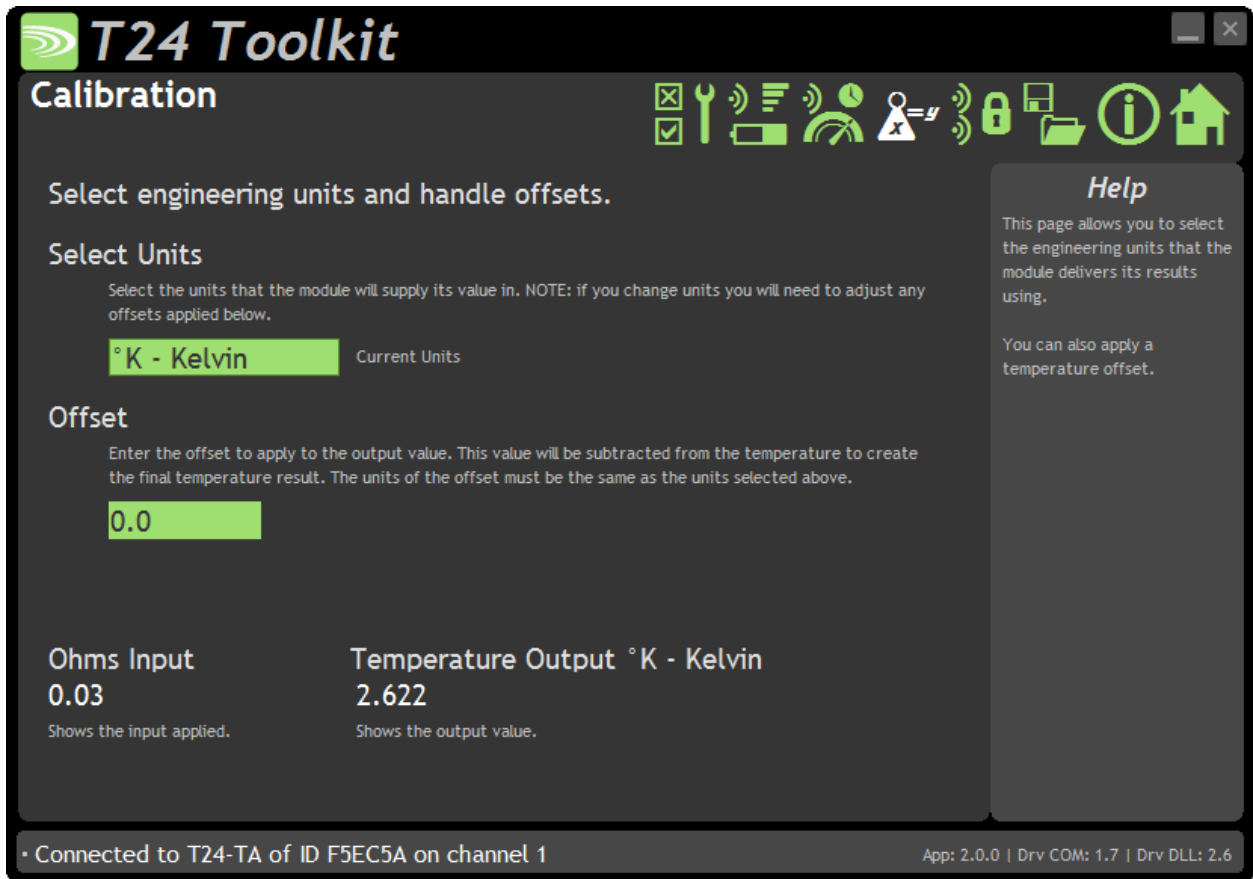 T24 Toolkit
Calibration
x=y
Select engineering units and handle offsets.
Select Units
Select the units that the module will supply its value in. NOTE: if you change units you will need to adjust any
offsets applied below.
°K - Kelvin
Current Units
Offset
Enter the offset to apply to the output value. This value will be subtracted from the temperature to create
the final temperature result. The units of the offset must be the same as the units selected above.
0.0
Ohms Input
0.03
Shows the input applied.
Temperature Output °K - Kelvin
2.622
Shows the output value.
Help
This page allows you to select
the engineering units that the
module delivers its results
using.
You can also apply a
temperature offset.
Connected to T24-TA of ID F5EC5A on channel 1
App: 2.0.0 | Drv COM: 1.7 | Drv DLL: 2.6